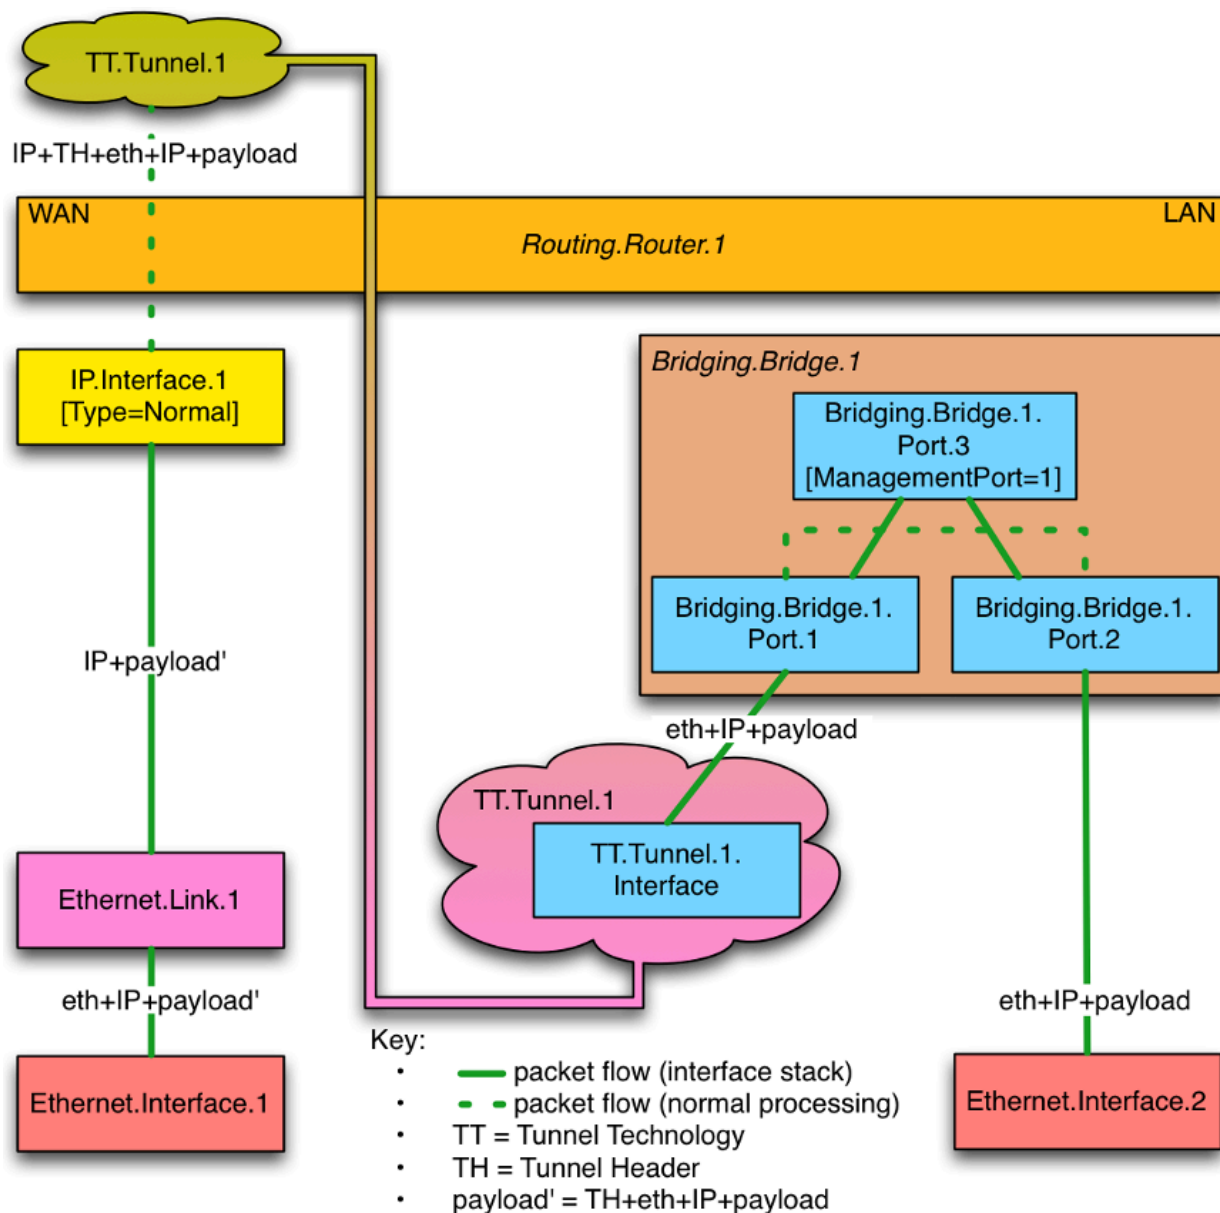 TT.Tunnel.1
IP+TH+eth+IP+payload
WAN
LAN
Routing.Router.1
IP.Interface.1
[Type=Normal]
Bridging.Bridge.1
Bridging.Bridge.1.
Port.3
[ManagementPort=1]
Bridging.Bridge.1.
Port.1
Bridging.Bridge.1.
Port.2
IP+payload'
eth+IP+payload
TT.Tunnel.1
TT.Tunnel.1.
Interface
Ethernet.Link.1
eth+IP+payload'
eth+IP+payload
Ethernet.Interface.1
Ethernet.Interface.2
Key:
• packet flow (interface stack)
• packet flow (normal processing)
• TT = Tunnel Technology
• TH = Tunnel Header
• payload' = TH+eth+IP+payload